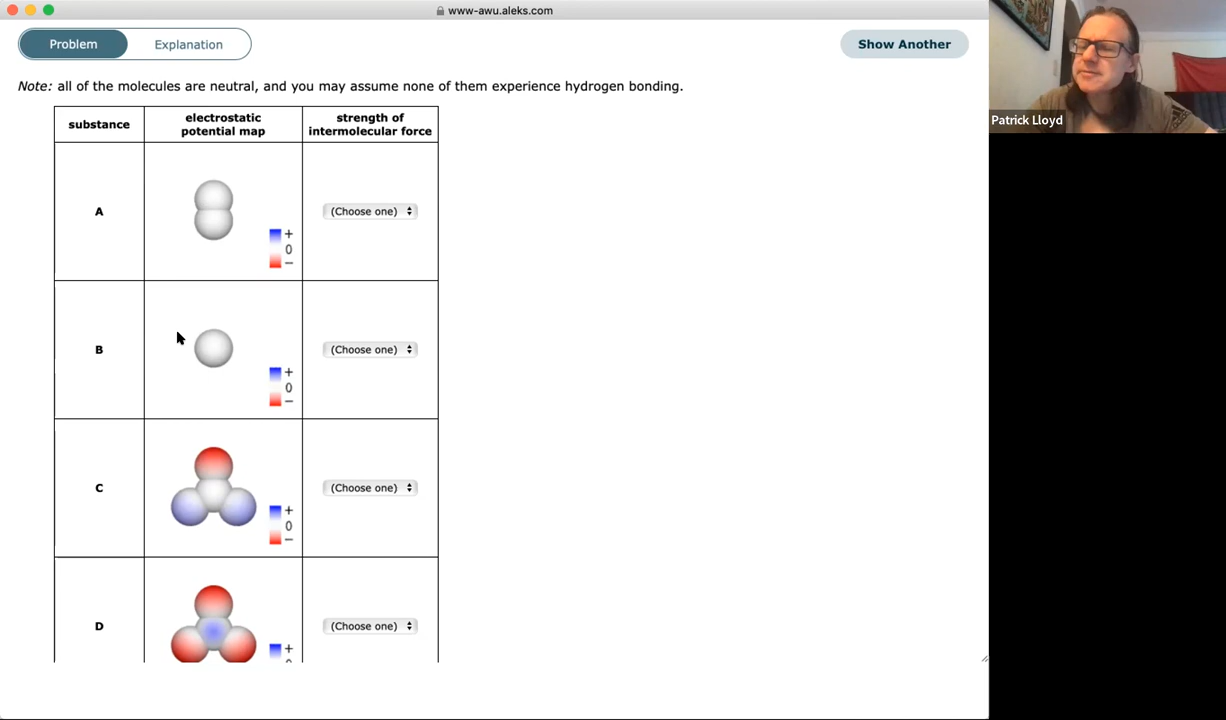 www-awu.aleks.com
Problem
Explanation
Show Another
Patrick Lloyd
Note: all of the molecules are neutral, and you may assume none of them experience hydrogen bonding.
substance
electrostatic
potential map
strength of
intermolecular force
A
+
0
−
(Choose one)
B
+
0
−
(Choose one)
C
+
0
−
(Choose one)
D
+
(Choose one)